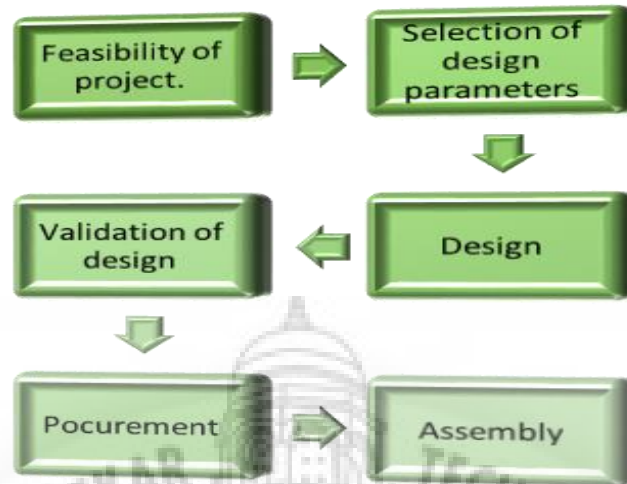 Feasibility of
project.
Selection of
design
parameters
Validation of
design
Design
Pocurement
Assembly